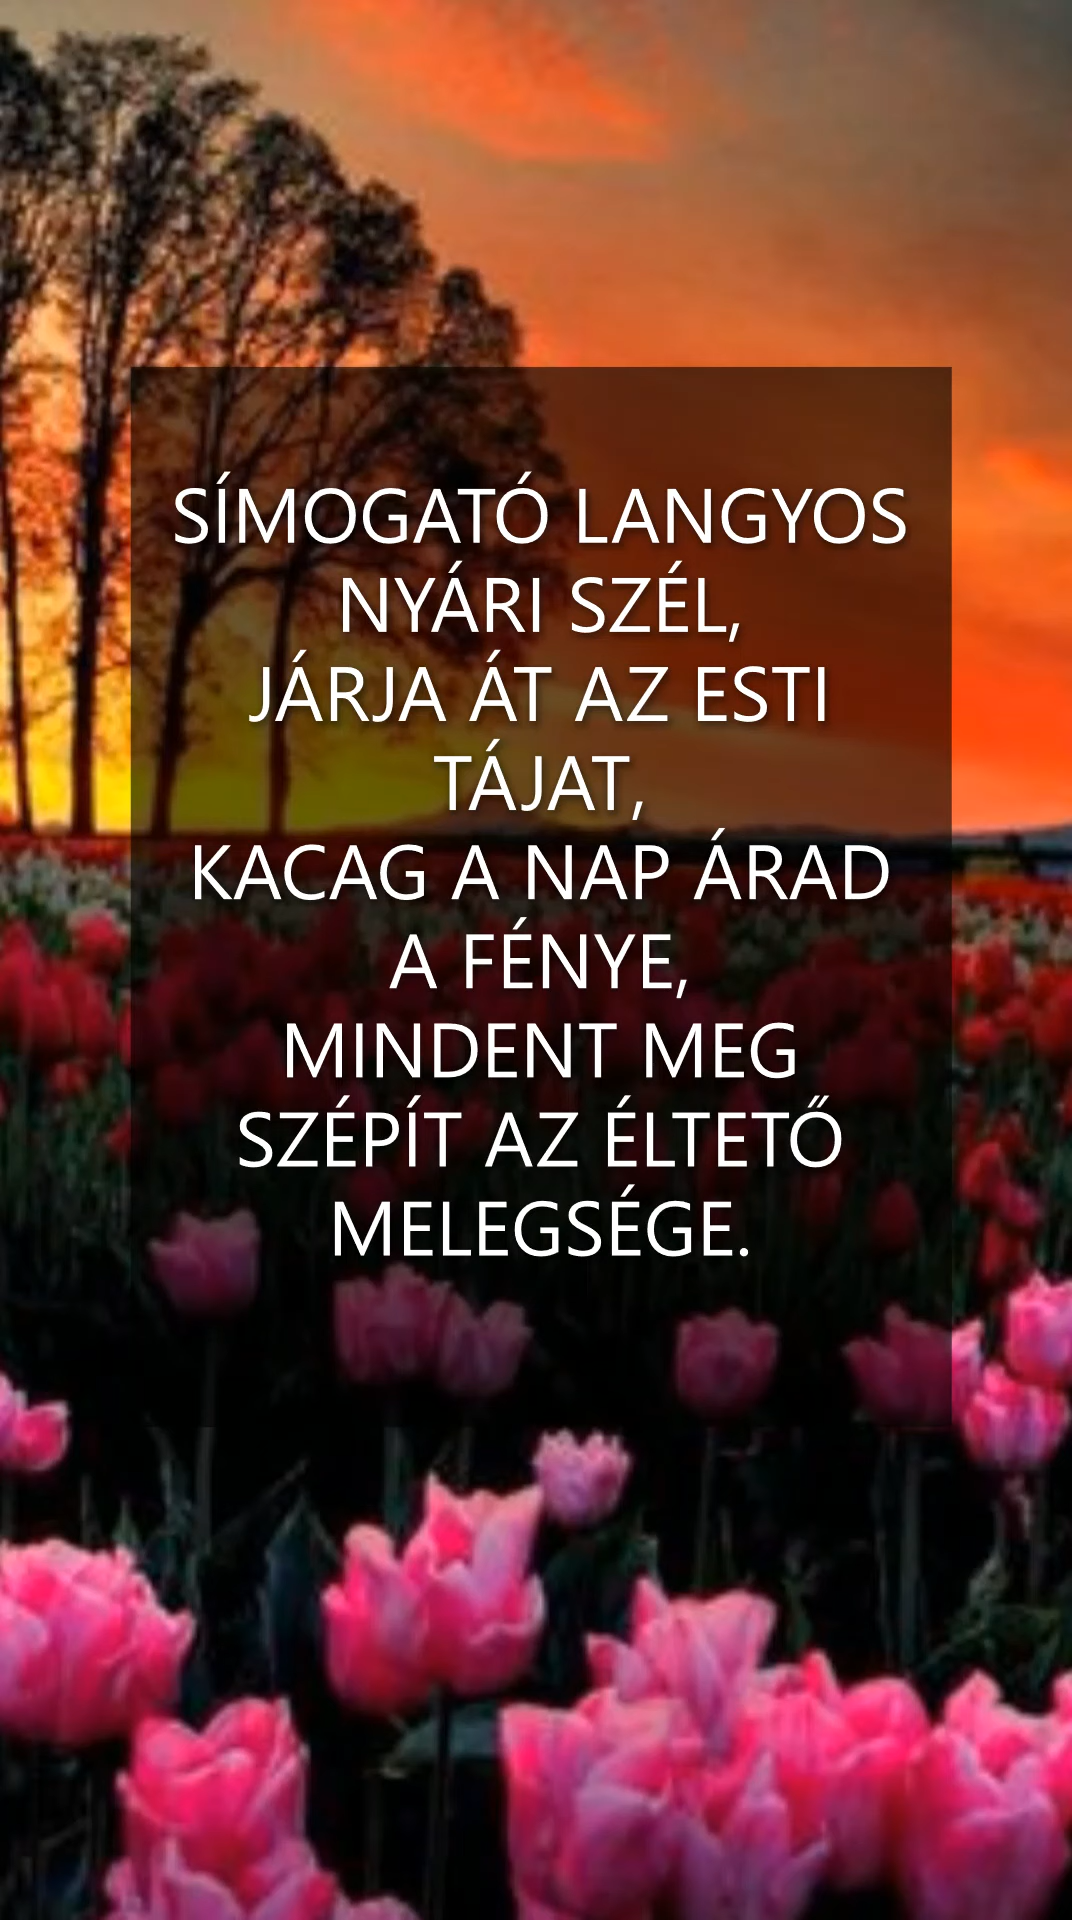 SÍMOGATÓ LANGYOS
NYÁRI SZÉL,
JÁRJA ÁT AZ ESTI
TÁJAT,
KACAG A NAP ÁRAD
A FÉNYE,
MINDENT MEG
SZÉPÍT AZ ÉLTETŐ
MELEGSÉGE.